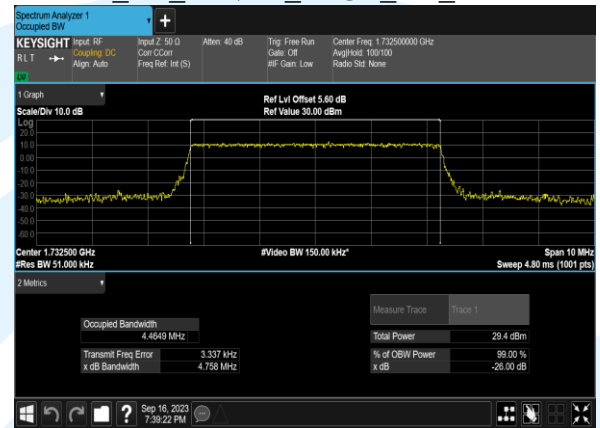 Spectrum Analyzer 1
Occupied BW
KEYSIGHT
RLT
LXI
Input: RF
Coupling: DC
Align: Auto
Input Z: 50 Ω
Corr CCorr
Freq Ref: Int (S)
Atten: 40 dB
Trig: Free Run
Gate: Off
#IF Gain: Low
Center Freq: 1.732500000 GHz
Avg|Hold: 100/100
Radio Std: None
1 Graph
Scale/Div 10.0 dB
Ref Lvl Offset 5.60 dB
Ref Value 30.00 dBm
Log
20.0
10.0
0.00
-10.0
-20.0
-30.0
-40.0
-50.0
-60.0
Center 1.732500 GHz
#Video BW 150.00 kHz*
Span 10 MHz
#Res BW 51.000 kHz
Sweep 4.80 ms (1001 pts)
2 Metrics
Measure Trace Trace 1
Occupied Bandwidth
4.4649 MHz
Total Power 29.4 dBm
Transmit Freq Error 3.337 kHz
% of OBW Power 99.00 %
x dB Bandwidth 4.758 MHz
x dB -26.00 dB
?
Sep 16, 2023
7:39:22 PM